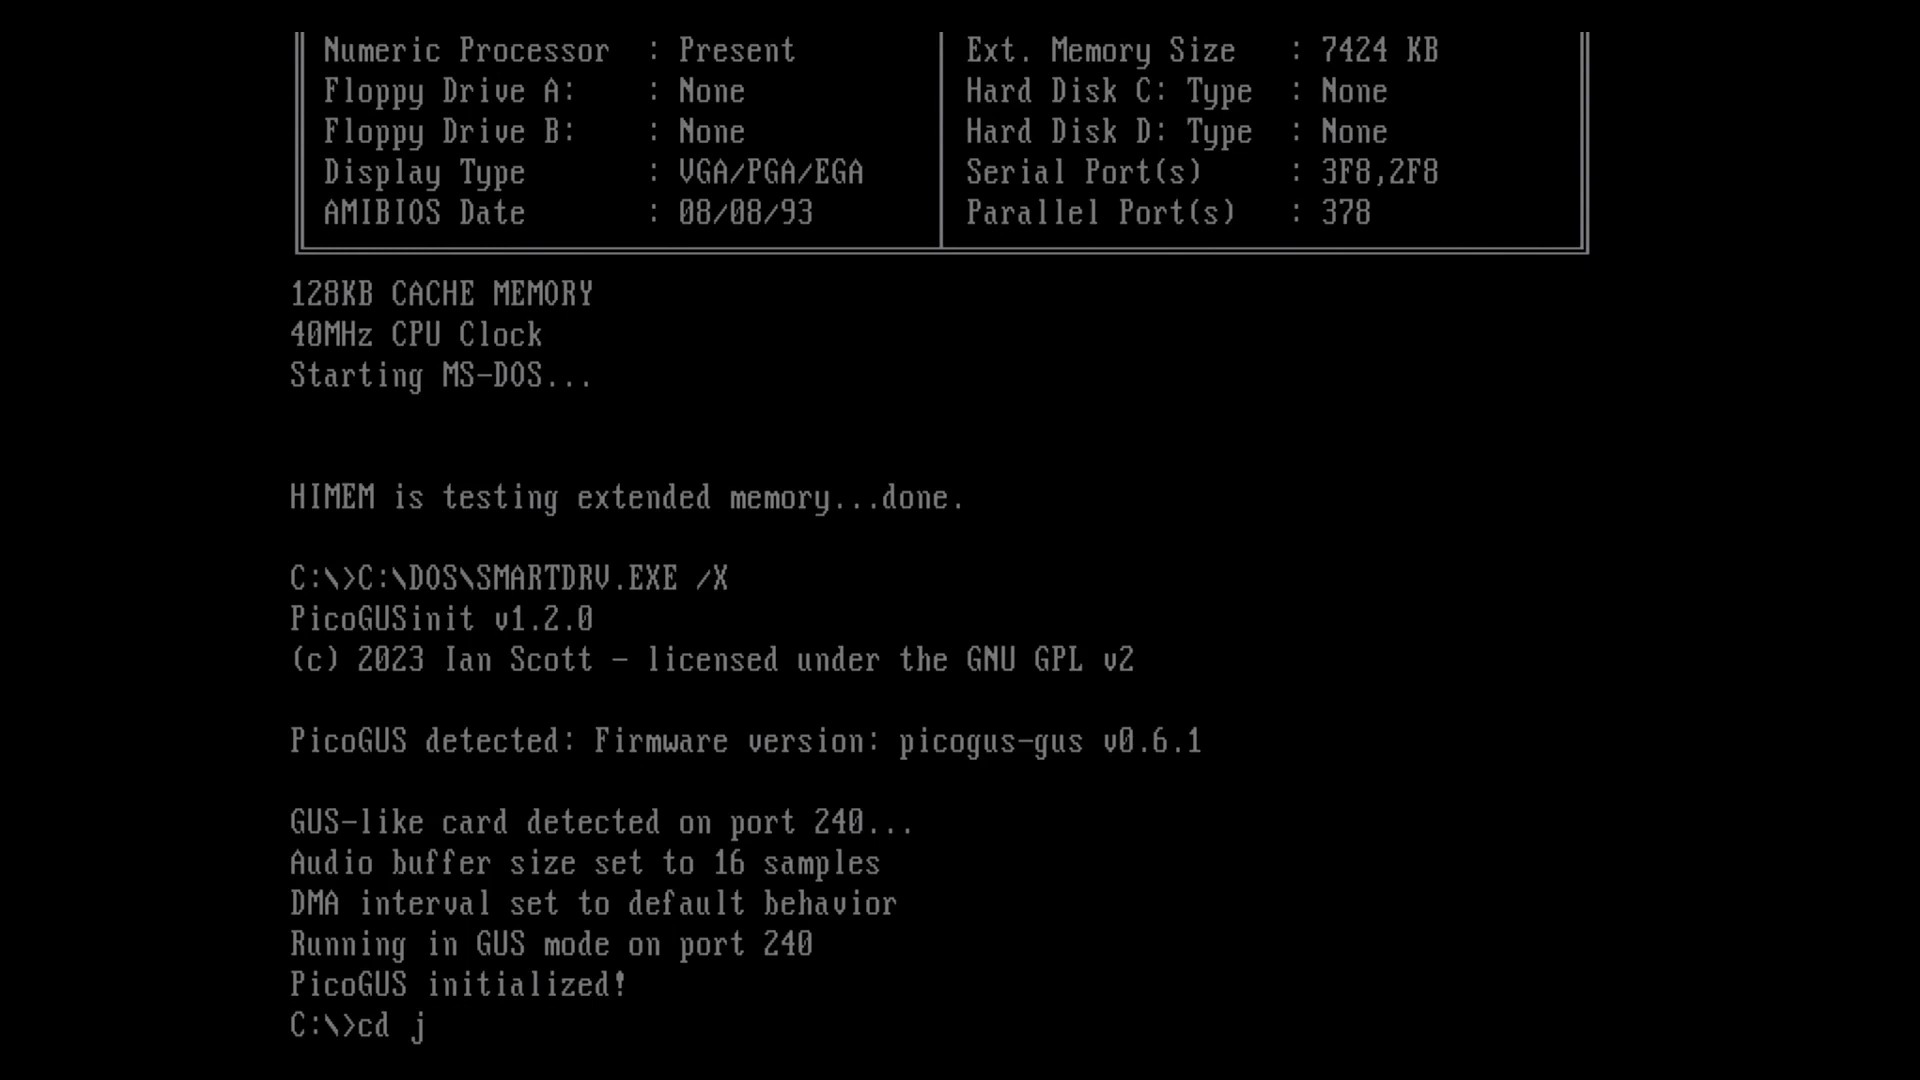 Numeric Processor : Present Ext. Memory Size : 7424 KB
Floppy Drive A: : None Hard Disk C: Type : None
Floppy Drive B: : None Hard Disk D: Type : None
Display Type : VGA/PGA/EGA Serial Port(s) : 3F8,2F8
AMIBIOS Date : 08/08/93 Parallel Port(s) : 378
128KB CACHE MEMORY
40MHz CPU Clock
Starting MS-DOS...
HIMEM is testing extended memory...done.
C:\>C:\DOS\SMARTDRV.EXE /X
PicoGUSinit v1.2.0
(c) 2023 Ian Scott - licensed under the GNU GPL v2
PicoGUS detected: Firmware version: picogus-gus v0.6.1
GUS-like card detected on port 240...
Audio buffer size set to 16 samples
DMA interval set to default behavior
Running in GUS mode on port 240
PicoGUS initialized!
C:\>cd j